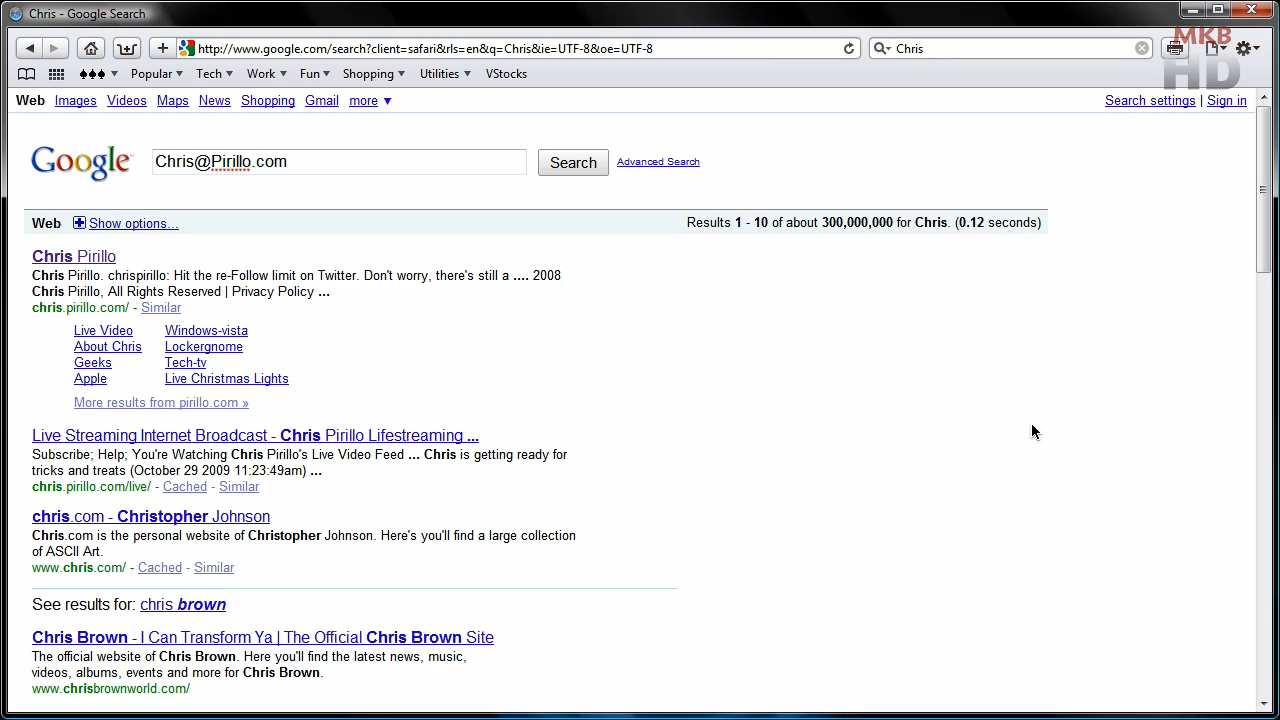 Chris - Google Search
MKB
HD
http://www.google.com/search?client=safari&rls=en&q=Chris&ie=UTF-8&oe=UTF-8
Chris
Popular Tech Work Fun Shopping Utilities VStocks
Web Images Videos Maps News Shopping Gmail more ▼ Search settings | Sign in
Google Chris@Pirillo.com Search Advanced Search
Web Show options... Results 1 - 10 of about 300,000,000 for Chris. (0.12 seconds)
Chris Pirillo
Chris Pirillo. chrispirillo: Hit the re-Follow limit on Twitter. Don't worry, there's still a .... 2008
Chris Pirillo, All Rights Reserved | Privacy Policy ...
chris.pirillo.com/ - Similar
Live Video Windows-vista
About Chris Lockergnome
Geeks Tech-tv
Apple Live Christmas Lights
More results from pirillo.com »
Live Streaming Internet Broadcast - Chris Pirillo Lifestreaming ...
Subscribe; Help; You're Watching Chris Pirillo's Live Video Feed ... Chris is getting ready for
tricks and treats (October 29 2009 11:23:49am) ...
chris.pirillo.com/live/ - Cached - Similar
chris.com - Christopher Johnson
Chris.com is the personal website of Christopher Johnson. Here's you'll find a large collection
of ASCII Art.
www.chris.com/ - Cached - Similar
See results for: chris brown
Chris Brown - I Can Transform Ya | The Official Chris Brown Site
The official website of Chris Brown. Here you'll find the latest news, music,
videos, albums, events and more for Chris Brown.
www.chrisbrownworld.com/